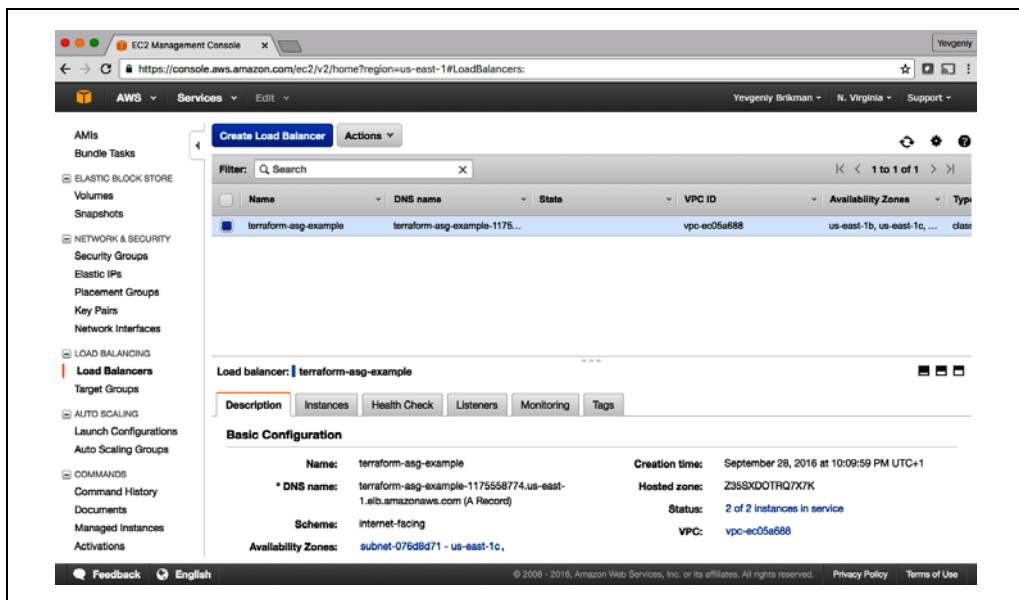 EC2 Management Console
Yevgeniy
https://console.aws.amazon.com/ec2/v2/home?region=us-east-1#LoadBalancers:
AWS Services Edit Yevgeniy Brikman N. Virginia Support
AMIs
Bundle Tasks
ELASTIC BLOCK STORE
Volumes
Snapshots
NETWORK & SECURITY
Security Groups
Elastic IPs
Placement Groups
Key Pairs
Network Interfaces
LOAD BALANCING
Load Balancers
Target Groups
AUTO SCALING
Launch Configurations
Auto Scaling Groups
COMMANDS
Command History
Documents
Managed Instances
Activations
Create Load Balancer Actions
Filter: Search 1 to 1 of 1
Name DNS name State VPC ID Availability Zones Typ
terraform-asg-example terraform-asg-example-1175... vpc-ec05a688 us-east-1b, us-east-1c, ... clas
Load balancer: terraform-asg-example
Description Instances Health Check Listeners Monitoring Tags
Basic Configuration
Name: terraform-asg-example
* DNS name: terraform-asg-example-1175558774.us-east-
1.elb.amazonaws.com (A Record)
Scheme: internet-facing
Availability Zones: subnet-076d8d71 - us-east-1c,
Creation time: September 28, 2016 at 10:09:59 PM UTC+1
Hosted zone: Z35SXDOTRQ7X7K
Status: 2 of 2 instances in service
VPC: vpc-ec05a688
Feedback English © 2008 - 2016, Amazon Web Services, Inc. or its affiliates. All rights reserved. Privacy Policy Terms of Use